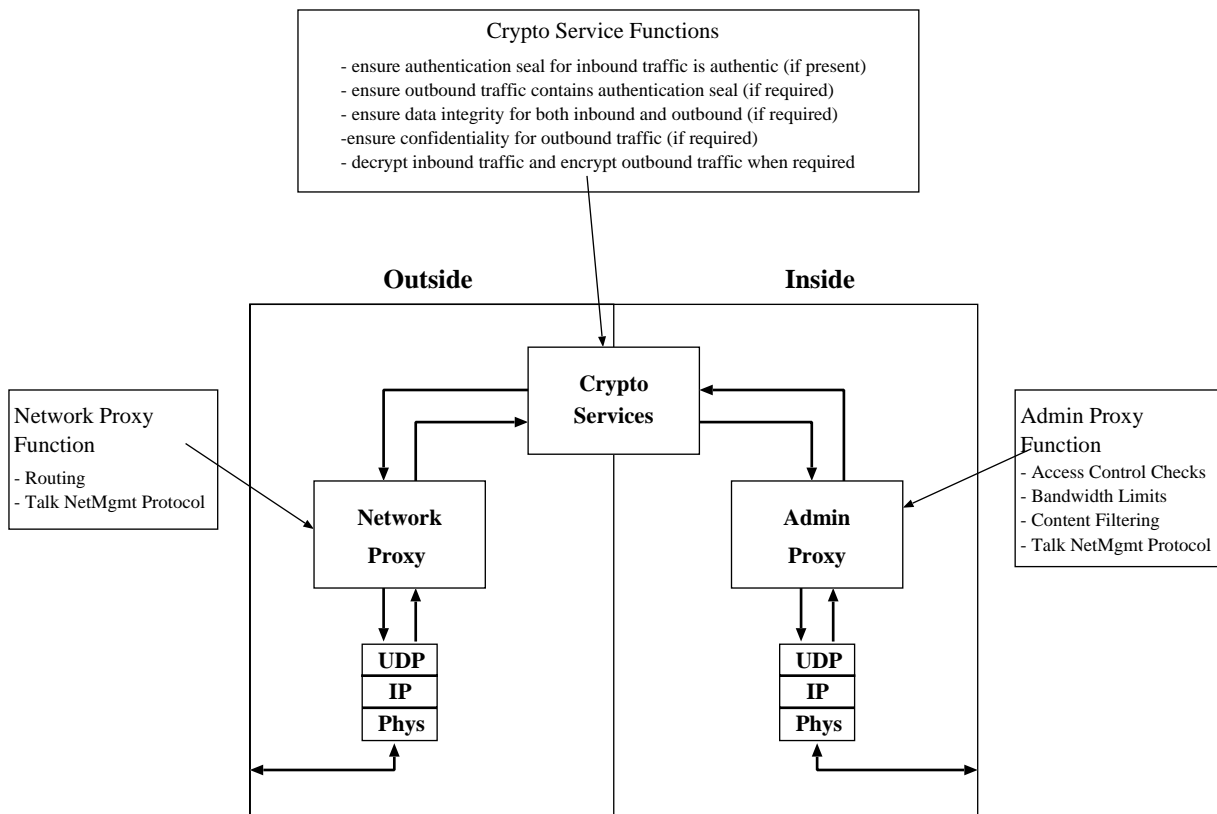 Crypto Service Functions
- ensure authentication seal for inbound traffic is authentic (if present)
- ensure outbound traffic contains authentication seal (if required)
- ensure data integrity for both inbound and outbound (if required)
-ensure confidentiality for outbound traffic (if required)
- decrypt inbound traffic and encrypt outbound traffic when required
Outside
Inside
Crypto
Services
Network Proxy
Function
- Routing
- Talk NetMgmt Protocol
Network
Proxy
Admin
Proxy
Admin Proxy
Function
- Access Control Checks
- Bandwidth Limits
- Content Filtering
- Talk NetMgmt Protocol
UDP
IP
Phys
UDP
IP
Phys